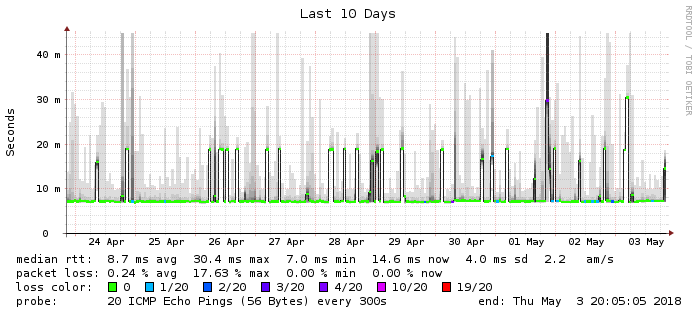 Last 10 Days
RRDTOOL / TOBI OETIKER
Seconds
40 m
30 m
20 m
10 m
0
24 Apr 25 Apr 26 Apr 27 Apr 28 Apr 29 Apr 30 Apr 01 May 02 May 03 May
median rtt: 8.7 ms avg 30.4 ms max 7.0 ms min 14.6 ms now 4.0 ms sd 2.2 am/s
packet loss: 0.24 % avg 17.63 % max 0.00 % min 0.00 % now
loss color: 0 1/20 2/20 3/20 4/20 10/20 19/20
probe: 20 ICMP Echo Pings (56 Bytes) every 300s end: Thu May 3 20:05:05 2018